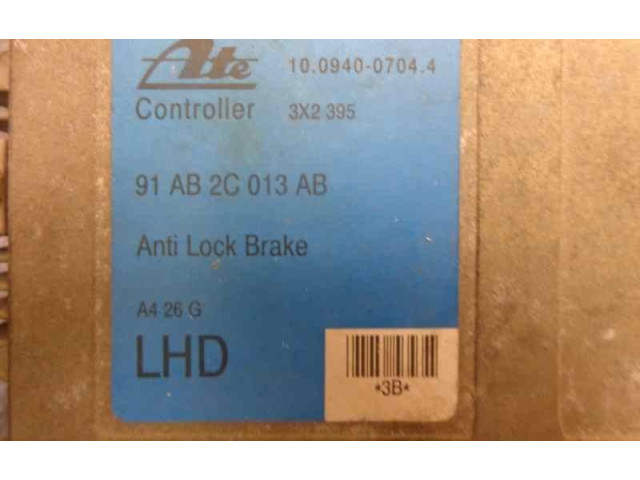 Ate 10.0940-0704.4
Controller 3X2 395
91 AB 2C 013 AB
Anti Lock Brake
A4 26 G
LHD
*3B*